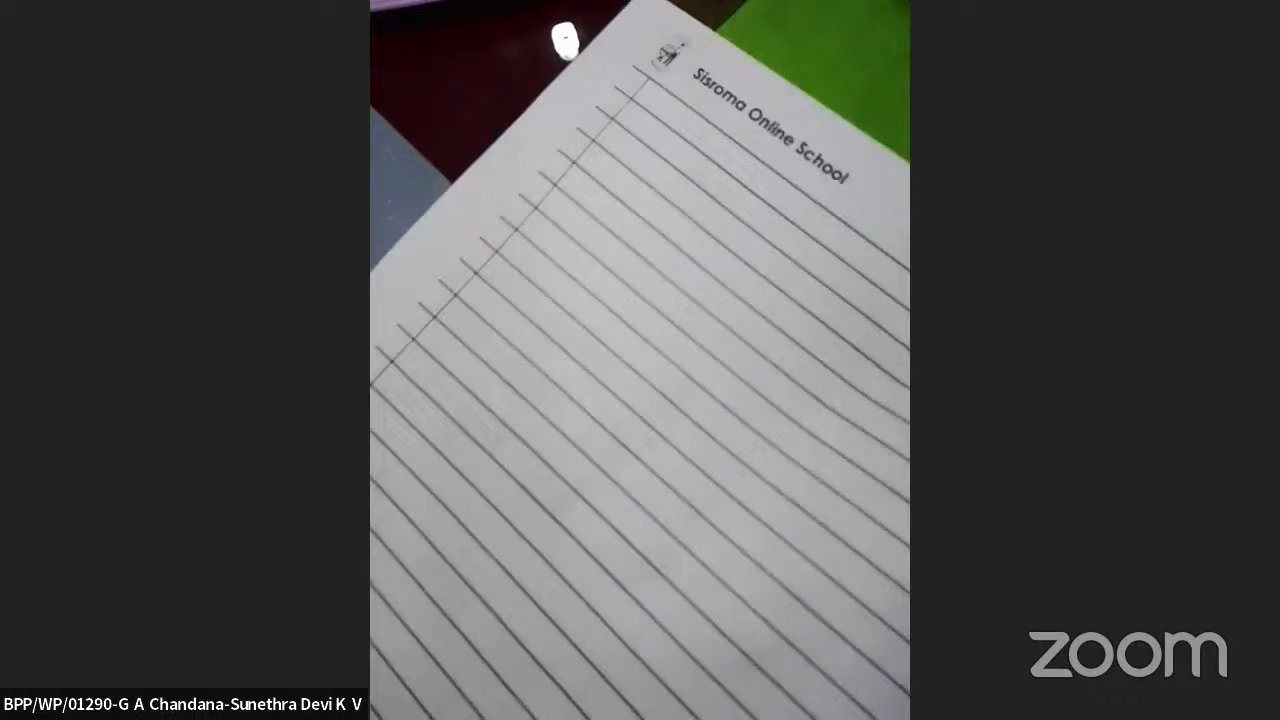 Sisroma Online School
zoom
BPP/WP/01290-G A Chandana-Sunethra Devi K V